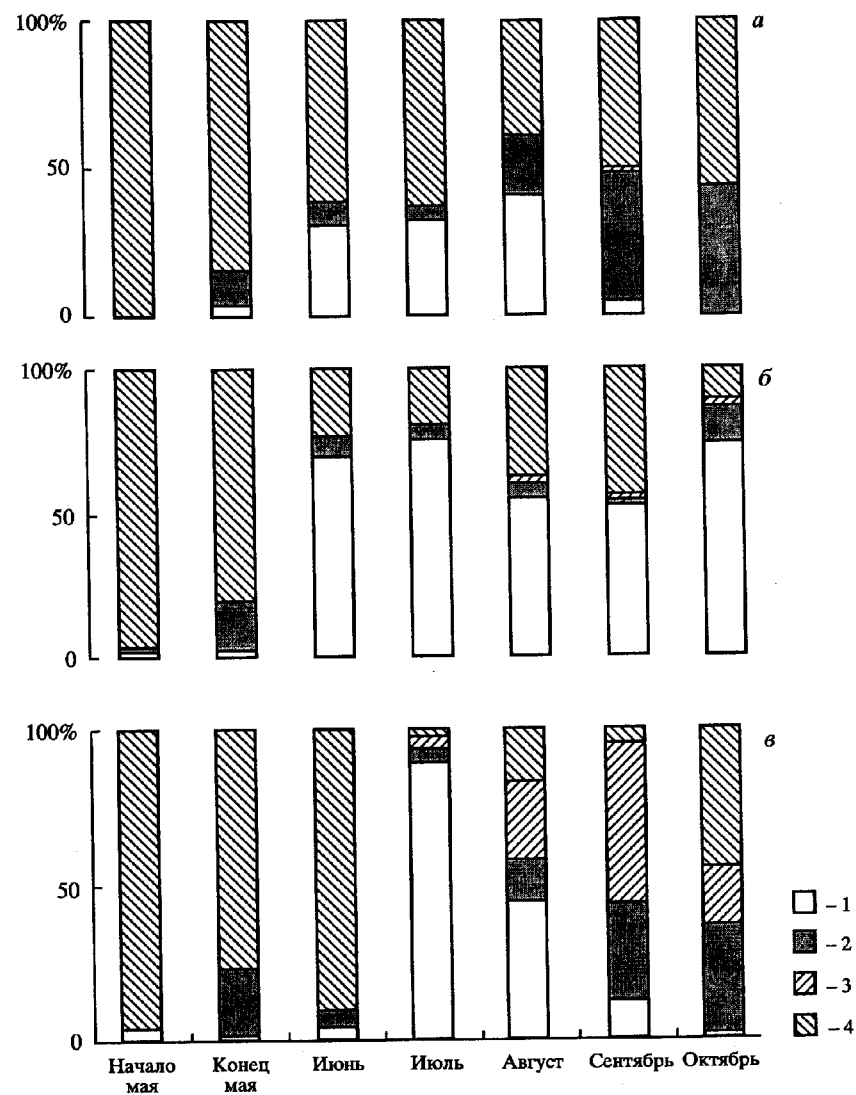 100%
а
50
0
100%
б
50
0
100%
в
50
0
– 1
– 2
– 3
– 4
Начало мая
Конец мая
Июнь
Июль
Август
Сентябрь
Октябрь